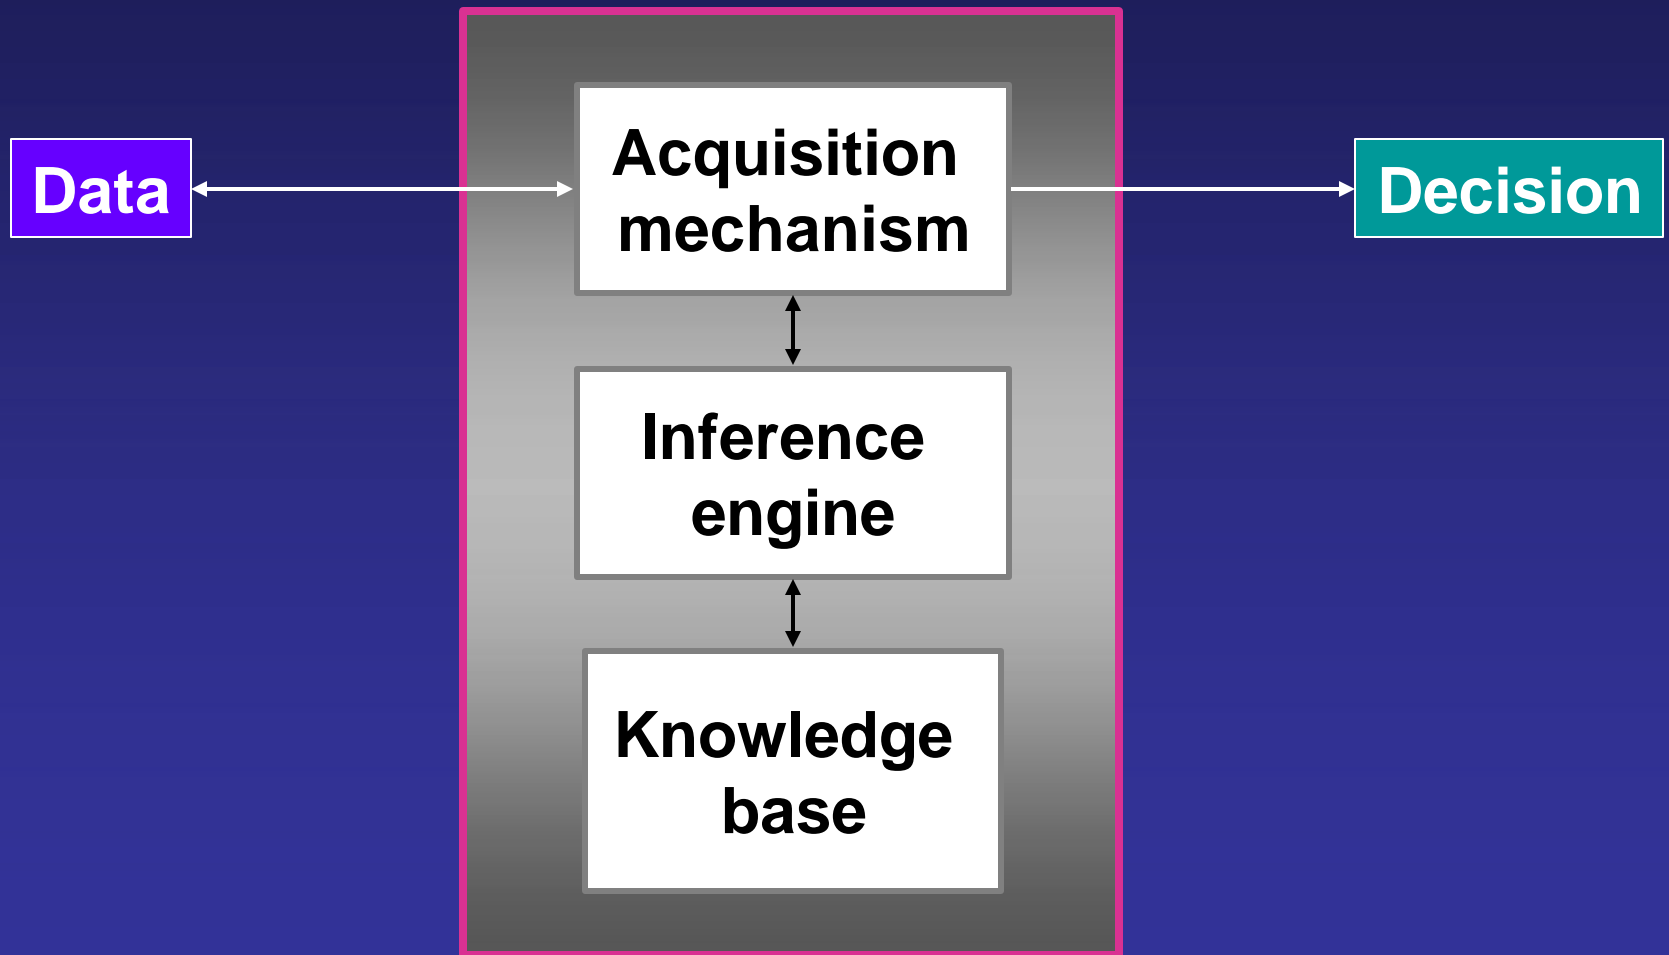 Data
Acquisition
mechanism
Decision
Inference
engine
Knowledge
base